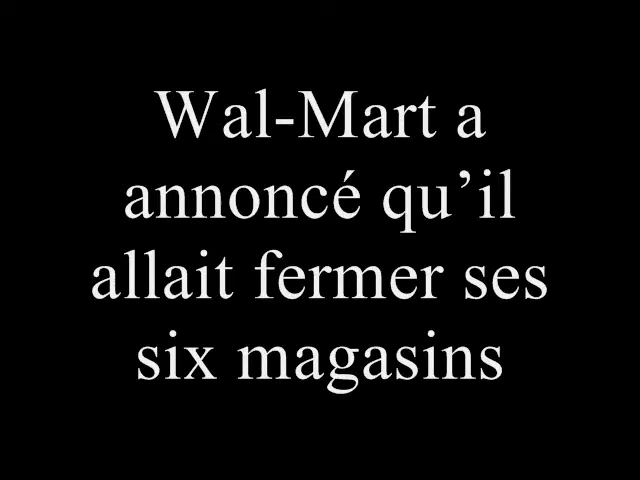 Wal-Mart a
annoncé qu’il
allait fermer ses
six magasins